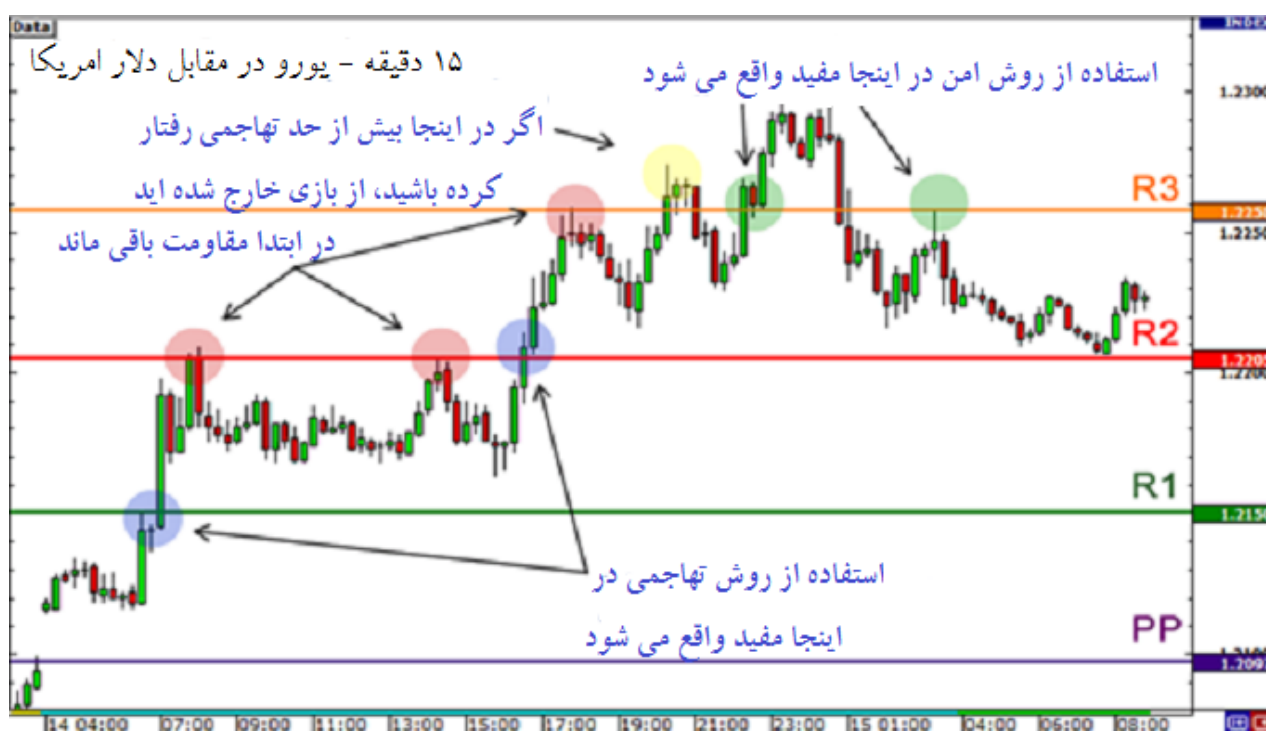 Data
۱۵ دقیقه - یورو در مقابل دلار امریکا
استفاده از روش امن در اینجا مفید واقع می شود
اگر در اینجا بیش از حد تهاجمی رفتار
کرده باشید، از بازی خارج شده اید
در ابتدا مقاومت باقی ماند
1.2300
R3
1.2250
R2
1.2200
R1
استفاده از روش تهاجمی در
اینجا مفید واقع می شود
PP
14 04:00 07:00 09:00 11:00 13:00 15:00 17:00 19:00 21:00 23:00 15 01:00 04:00 06:00 08:00